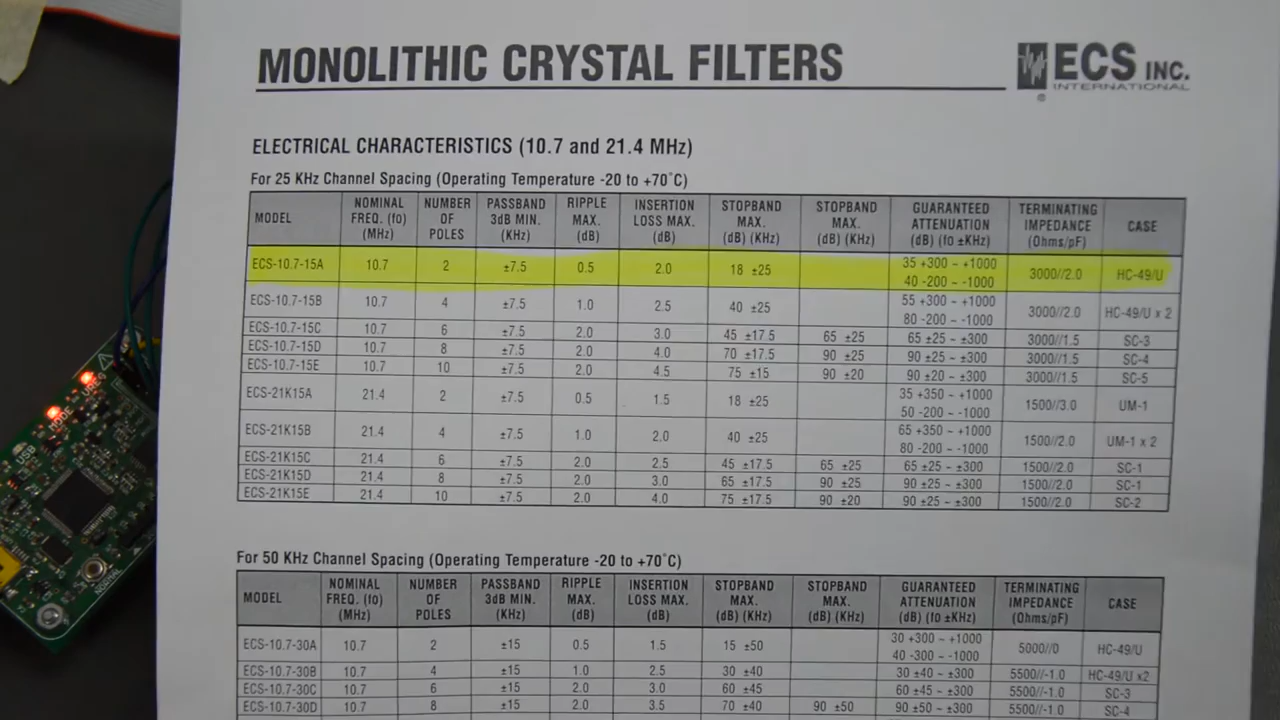 MONOLITHIC CRYSTAL FILTERS
ECS INC.
INTERNATIONAL
®
ELECTRICAL CHARACTERISTICS (10.7 and 21.4 MHz)
For 25 KHz Channel Spacing (Operating Temperature -20 to +70°C)
MODEL NOMINAL FREQ. (fo) (MHz) NUMBER OF POLES PASSBAND 3dB MIN. (KHz) RIPPLE MAX. (dB) INSERTION LOSS MAX. (dB) STOPBAND MAX. (dB) (KHz) STOPBAND MAX. (dB) (KHz) GUARANTEED ATTENUATION (dB) (fo ±KHz) TERMINATING IMPEDANCE (Ohms/pF) CASE
ECS-10.7-15A 10.7 2 ±7.5 0.5 2.0 18 ±25 35 +300 ~ +1000 40 -200 ~ -1000 3000//2.0 HC-49/U
ECS-10.7-15B 10.7 4 ±7.5 1.0 2.5 40 ±25 55 +300 ~ +1000 80 -200 ~ -1000 3000//2.0 HC-49/U x 2
ECS-10.7-15C 10.7 6 ±7.5 2.0 3.0 45 ±17.5 65 ±25 65 ±25 ~ ±300 3000//1.5 SC-3
ECS-10.7-15D 10.7 8 ±7.5 2.0 4.0 70 ±17.5 90 ±25 90 ±25 ~ ±300 3000//1.5 SC-4
ECS-10.7-15E 10.7 10 ±7.5 2.0 4.5 75 ±15 90 ±20 90 ±20 ~ ±300 3000//1.5 SC-5
ECS-21K15A 21.4 2 ±7.5 0.5 1.5 18 ±25 35 +350 ~ +1000 50 -200 ~ -1000 1500//3.0 UM-1
ECS-21K15B 21.4 4 ±7.5 1.0 2.0 40 ±25 65 +350 ~ +1000 80 -200 ~ -1000 1500//2.0 UM-1 x 2
ECS-21K15C 21.4 6 ±7.5 2.0 2.5 45 ±17.5 65 ±25 65 ±25 ~ ±300 1500//2.0 SC-1
ECS-21K15D 21.4 8 ±7.5 2.0 3.0 65 ±17.5 90 ±25 90 ±25 ~ ±300 1500//2.0 SC-1
ECS-21K15E 21.4 10 ±7.5 2.0 4.0 75 ±17.5 90 ±20 90 ±25 ~ ±300 1500//2.0 SC-2
For 50 KHz Channel Spacing (Operating Temperature -20 to +70°C)
MODEL NOMINAL FREQ. (fo) (MHz) NUMBER OF POLES PASSBAND 3dB MIN. (KHz) RIPPLE MAX. (dB) INSERTION LOSS MAX. (dB) STOPBAND MAX. (dB) (KHz) STOPBAND MAX. (dB) (KHz) GUARANTEED ATTENUATION (dB) (fo ±KHz) TERMINATING IMPEDANCE (Ohms/pF) CASE
ECS-10.7-30A 10.7 2 ±15 0.5 1.5 15 ±50 30 +300 ~ +1000 40 -300 ~ -1000 5000//0 HC-49/U
ECS-10.7-30B 10.7 4 ±15 1.0 2.5 30 ±40 30 ±40 ~ ±300 5500//-1.0 HC-49/U x2
ECS-10.7-30C 10.7 6 ±15 2.0 3.0 60 ±45 60 ±45 ~ ±300 5500//-1.0 SC-3
ECS-10.7-30D 10.7 8 ±15 2.0 3.5 70 ±40 90 ±50 90 ±50 ~ ±300 5500//-1.0 SC-4
USB